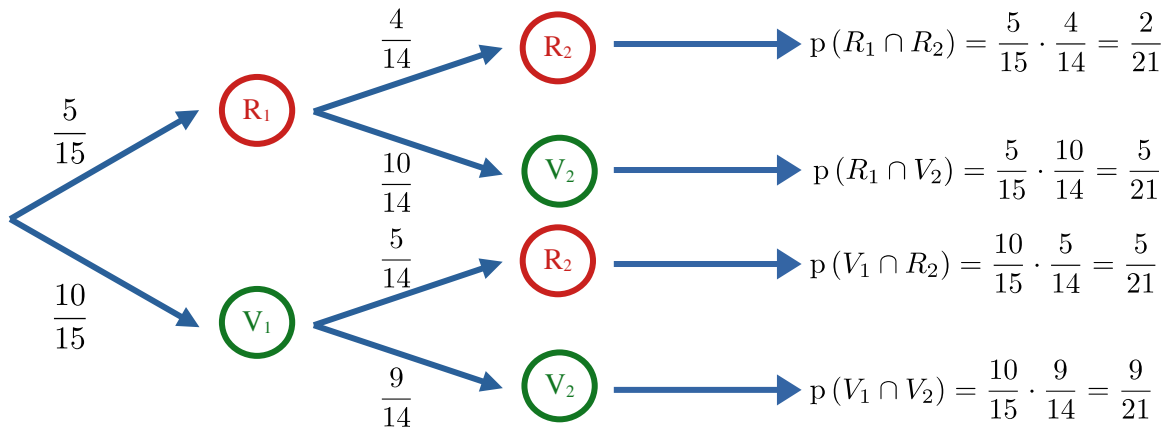 4/14
R₂
p (R₁ ∩ R₂) = 5/15 · 4/14 = 2/21
5/15
R₁
10/14
V₂
p (R₁ ∩ V₂) = 5/15 · 10/14 = 5/21
5/14
R₂
p (V₁ ∩ R₂) = 10/15 · 5/14 = 5/21
10/15
V₁
9/14
V₂
p (V₁ ∩ V₂) = 10/15 · 9/14 = 9/21